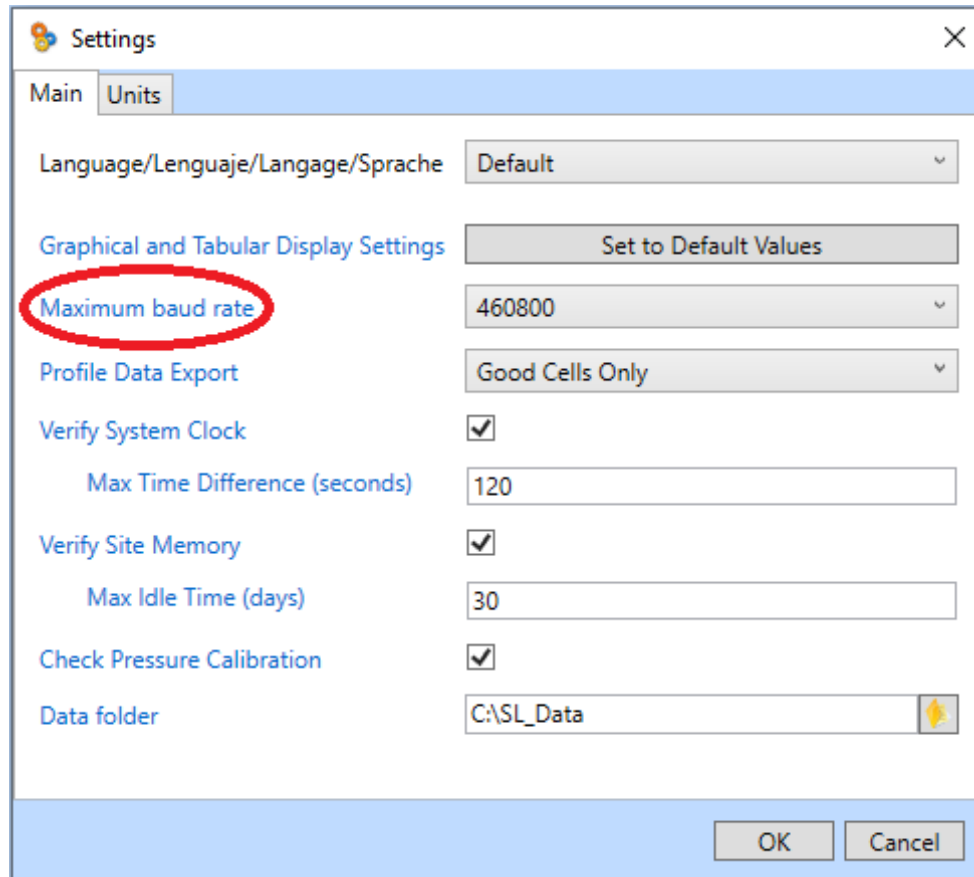 Settings
Main Units
Language/Lenguaje/Langage/Sprache Default
Graphical and Tabular Display Settings Set to Default Values
Maximum baud rate 460800
Profile Data Export Good Cells Only
Verify System Clock
Max Time Difference (seconds) 120
Verify Site Memory
Max Idle Time (days) 30
Check Pressure Calibration
Data folder C:\SL_Data
OK Cancel